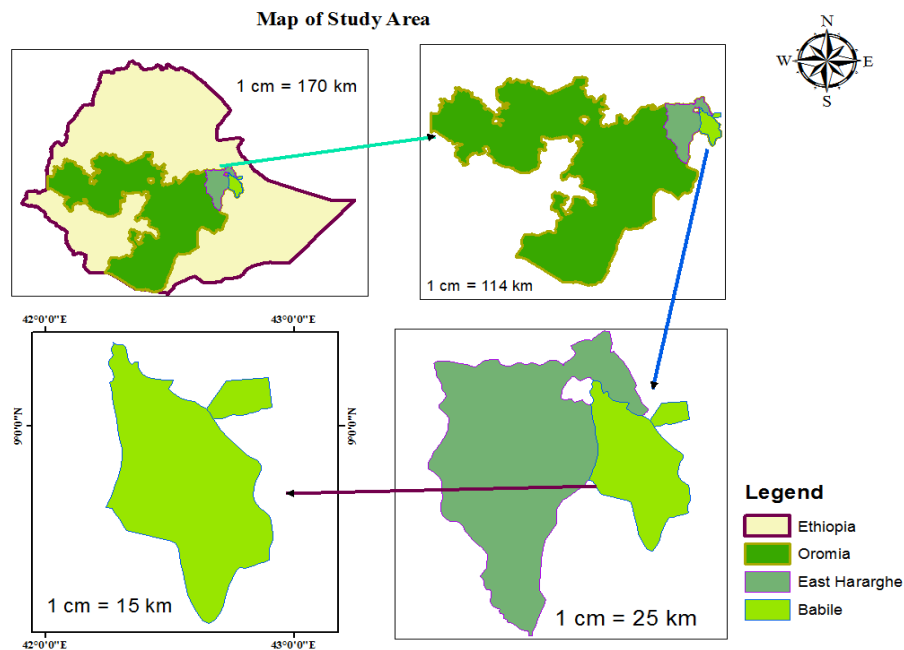 Map of Study Area
N
W
E
S
1 cm = 170 km
1 cm = 114 km
42°0'0"E
43°0'0"E
9°0'0"N
9°0'0"N
1 cm = 15 km
42°0'0"E
43°0'0"E
1 cm = 25 km
Legend
Ethiopia
Oromia
East Hararghe
Babile